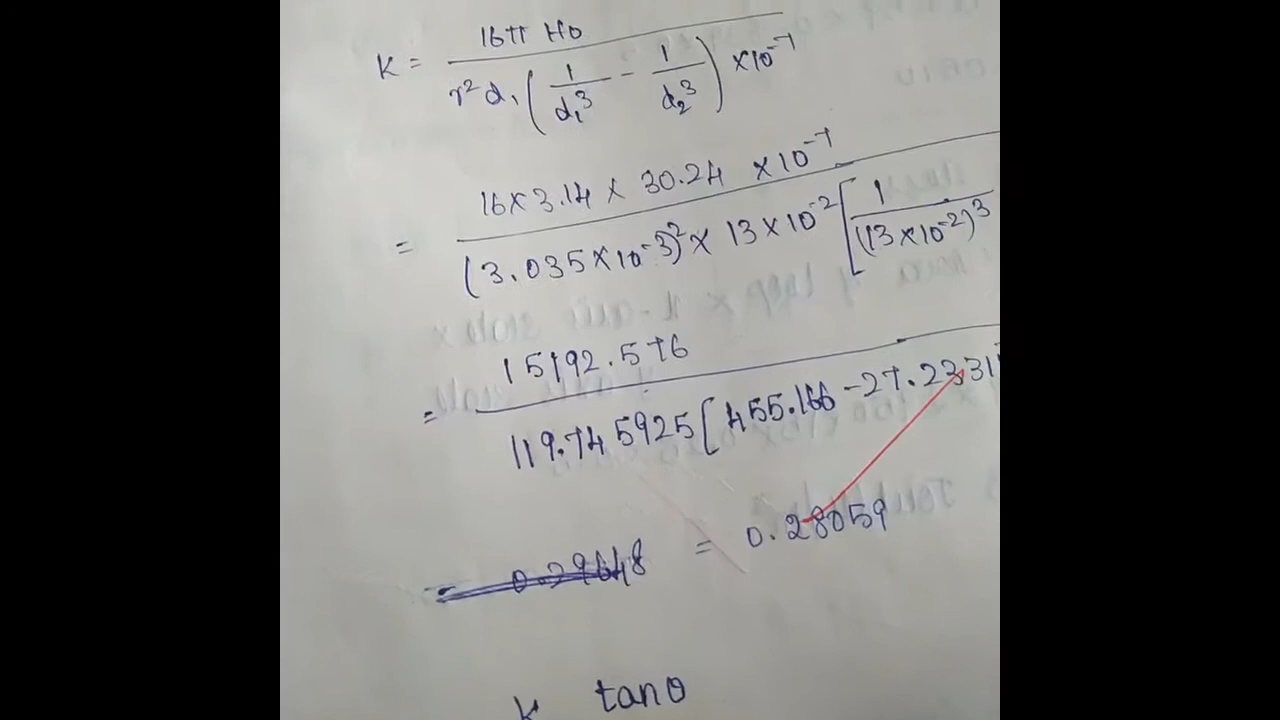 K = 16π H₀ / r² d₁ (1/d₁³ - 1/d₂³) ×10⁻⁷
= 16×3.14 × 30.24 ×10⁻⁷ / (3.035×10⁻³)² × 13×10⁻² [1/(13×10⁻²)³
= 15192.576 / 119.745925 [455.166 - 27.23331
= 0.28059
K tanθ